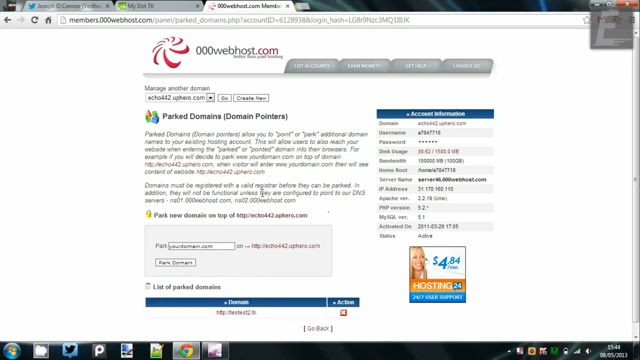 Joseph O'Connor (Verified
My Dot TK
000webhost.com Members
members.000webhost.com/panel/parked_domains.php?accountID=6128938&login_hash=
000webhost.com
better than paid hosting
LIST ACCOUNTS
EARN MONEY!
GET HELP
LOGOUT [X]
Manage another domain
echo442.uphero.com
Go
Create New
Parked Domains (Domain Pointers)
Parked Domains (Domain pointers) allow you to "point" or "park" additional
domain names to your existing hosting account. This will allow users to also reach your
website when entering the "parked" or "pointed" domain into their browsers. For
example if you will decide to park www.yourdomain.com on top of domain
http://echo442.uphero.com, when visitor will enter www.yourdomain.com their will see
content of website http://echo442.uphero.com
Domains must be registered with a valid registrar before they can be parked. In
addition, they will not be functional unless they are configured to point to our DNS
servers - ns01.000webhost.com, ns02.000webhost.com
Park new domain on top of http://echo442.uphero.com
Park yourdomain.com on → http://echo442.uphero.com
Park Domain
List of parked domains
Domain
Action
http://testest2.tk
[ Go Back ]
Account Information
Domain echo442.uphero.com
Username a7844718
Password ******
Disk Usage
Bandwidth 100000 MB (100GB)
Home Root /home/a7844718
Server Name server46.000webhost.com
IP Address 31.170.160.110
Apache ver. 2.2.19 (Unix)
PHP version 5.2.*
MySQL ver. 5.1
Activated On 2011-03-29 17:05
Status Active
$4.84
/mo
HOSTING24
24/7 USER SUPPORT
15:44
08/05/2013